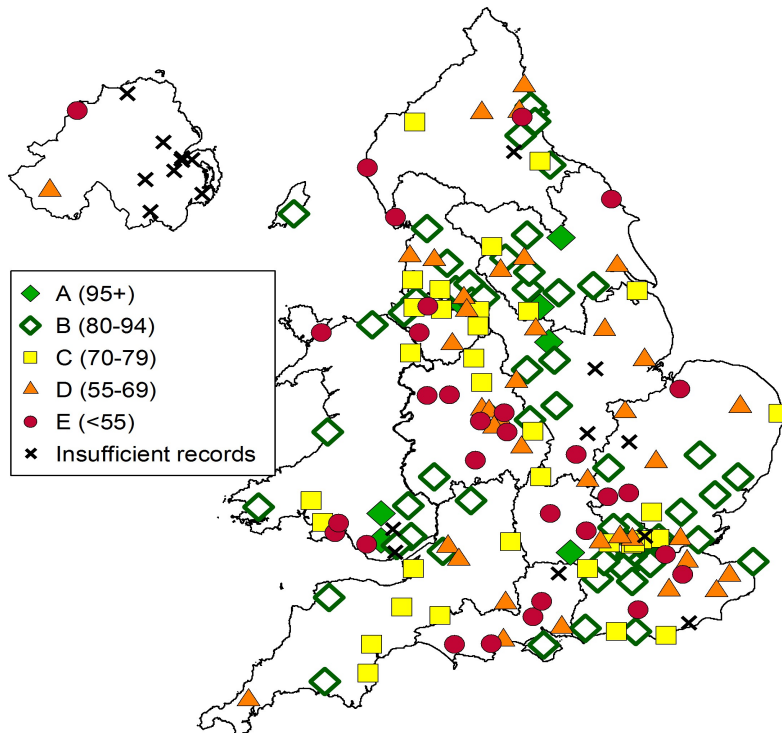 A (95+)
B (80-94)
C (70-79)
D (55-69)
E (<55)
Insufficient records